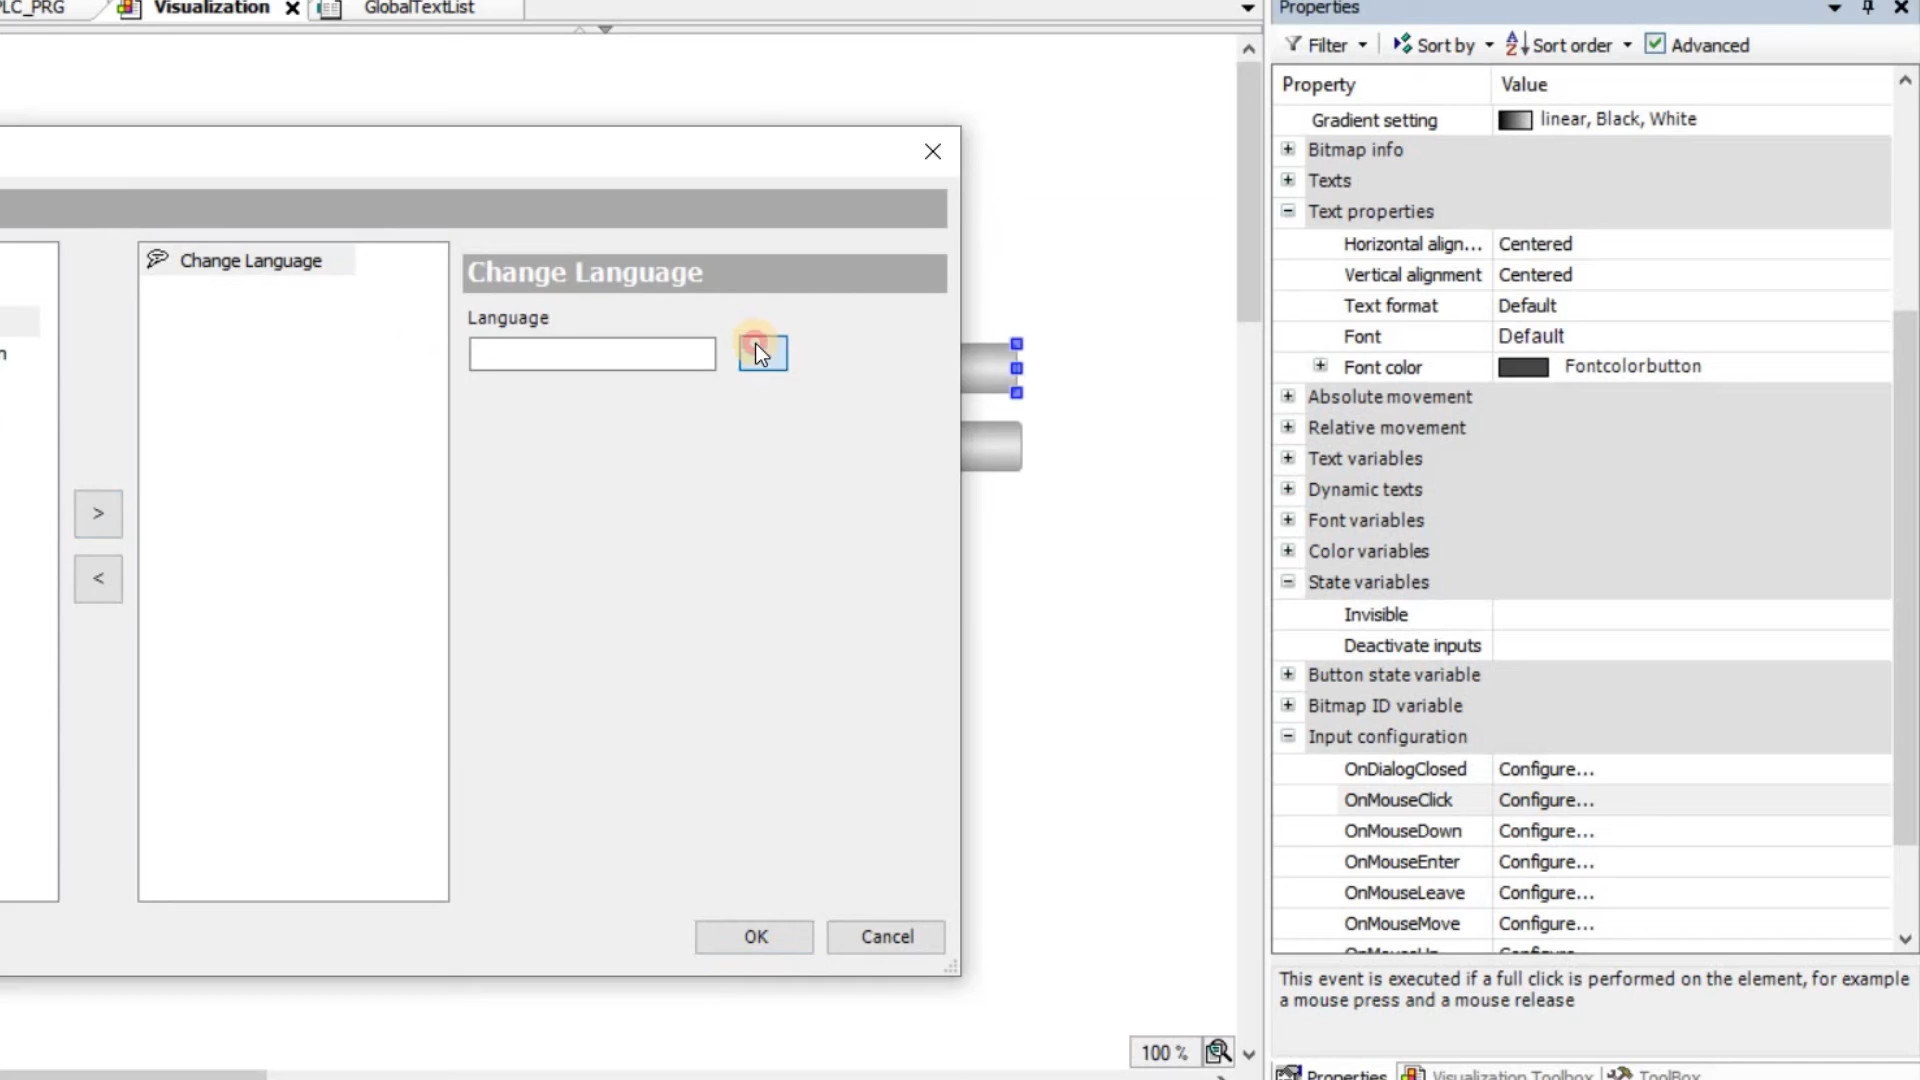 PLC_PRG
Visualization
GlobalTextList
Change Language
>
<
Change Language
Language
OK
Cancel
100 %
Properties
Filter
Sort by
Sort order
Advanced
Property Value
Gradient setting linear, Black, White
Bitmap info
Texts
Text properties
Horizontal align... Centered
Vertical alignment Centered
Text format Default
Font Default
Font color Fontcolorbutton
Absolute movement
Relative movement
Text variables
Dynamic texts
Font variables
Color variables
State variables
Invisible
Deactivate inputs
Button state variable
Bitmap ID variable
Input configuration
OnDialogClosed Configure...
OnMouseClick Configure...
OnMouseDown Configure...
OnMouseEnter Configure...
OnMouseLeave Configure...
OnMouseMove Configure...
OnMouseUp Configure...
This event is executed if a full click is performed on the element, for example
a mouse press and a mouse release
Properties
Visualization Toolbox
ToolBox